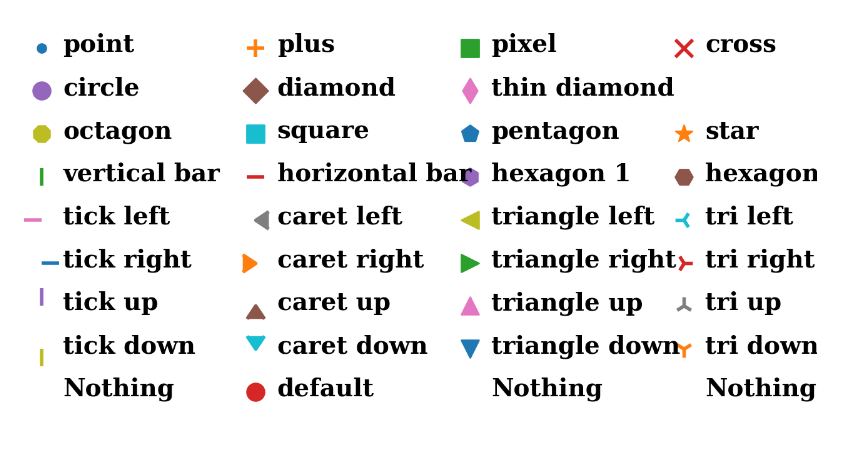 point plus pixel cross
circle diamond thin diamond
octagon square pentagon star
vertical bar horizontal bar hexagon 1 hexagon
tick left caret left triangle left tri left
tick right caret right triangle right tri right
tick up caret up triangle up tri up
tick down caret down triangle down tri down
Nothing default Nothing Nothing